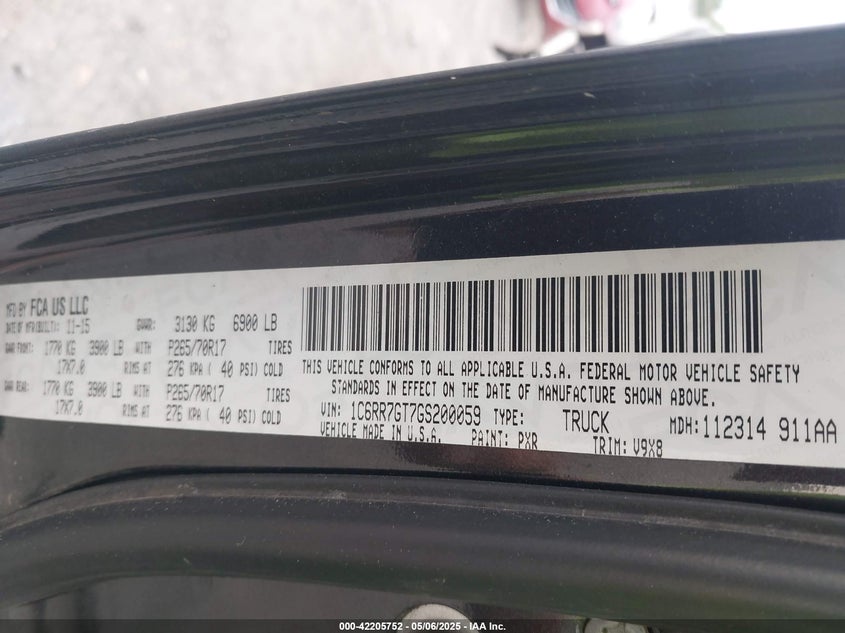 MFD BY FCA US LLC
DATE OF MFR(BUILT): 11-15 GVWR: 3130 KG 6900 LB
GAWR FRONT: 1770 KG 3900 LB WITH P265/70R17 TIRES
17X7.0 RIMS AT 276 KPA ( 40 PSI) COLD
GAWR REAR: 1770 KG 3900 LB WITH P265/70R17 TIRES
17X7.0 RIMS AT 276 KPA ( 40 PSI) COLD
THIS VEHICLE CONFORMS TO ALL APPLICABLE U.S.A. FEDERAL MOTOR VEHICLE SAFETY
STANDARDS IN EFFECT ON THE DATE OF MANUFACTURE SHOWN ABOVE.
VIN: 1C6RR7GT7GS200059 TYPE: TRUCK MDH:112314 911AA
VEHICLE MADE IN U.S.A. PAINT: PXR TRIM: V9X8
000-42205752 — 05/06/2025 — IAA Inc.